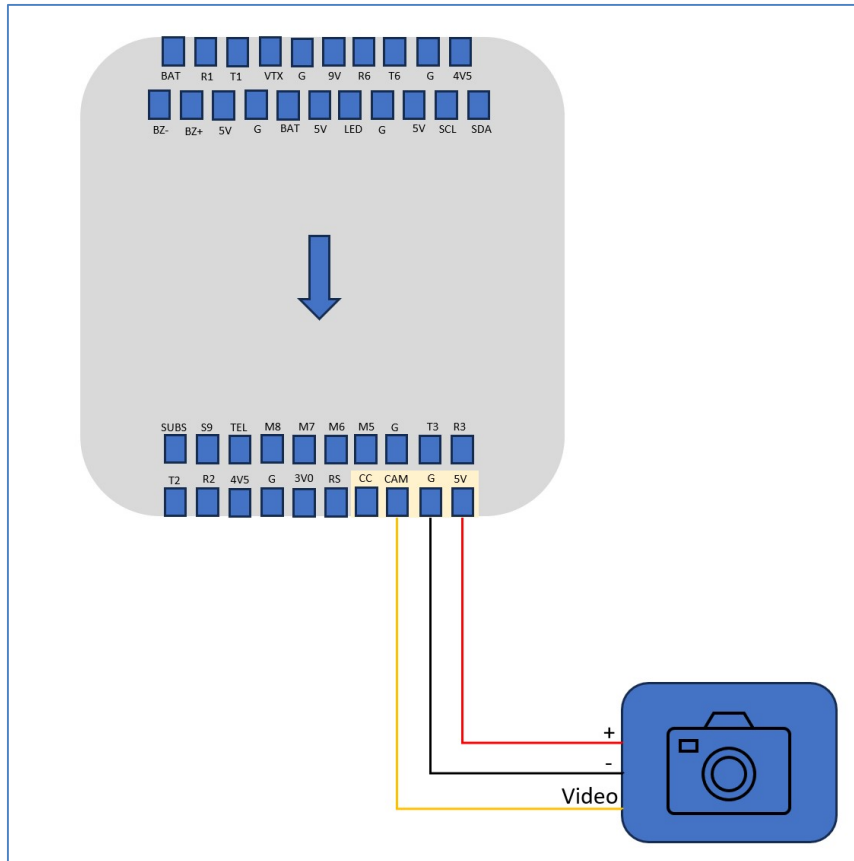 BAT R1 T1 VTX G 9V R6 T6 G 4V5
BZ- BZ+ 5V G BAT 5V LED G 5V SCL SDA
SUBS S9 TEL M8 M7 M6 M5 G T3 R3
T2 R2 4V5 G 3V0 RS CC CAM G 5V
+
-
Video